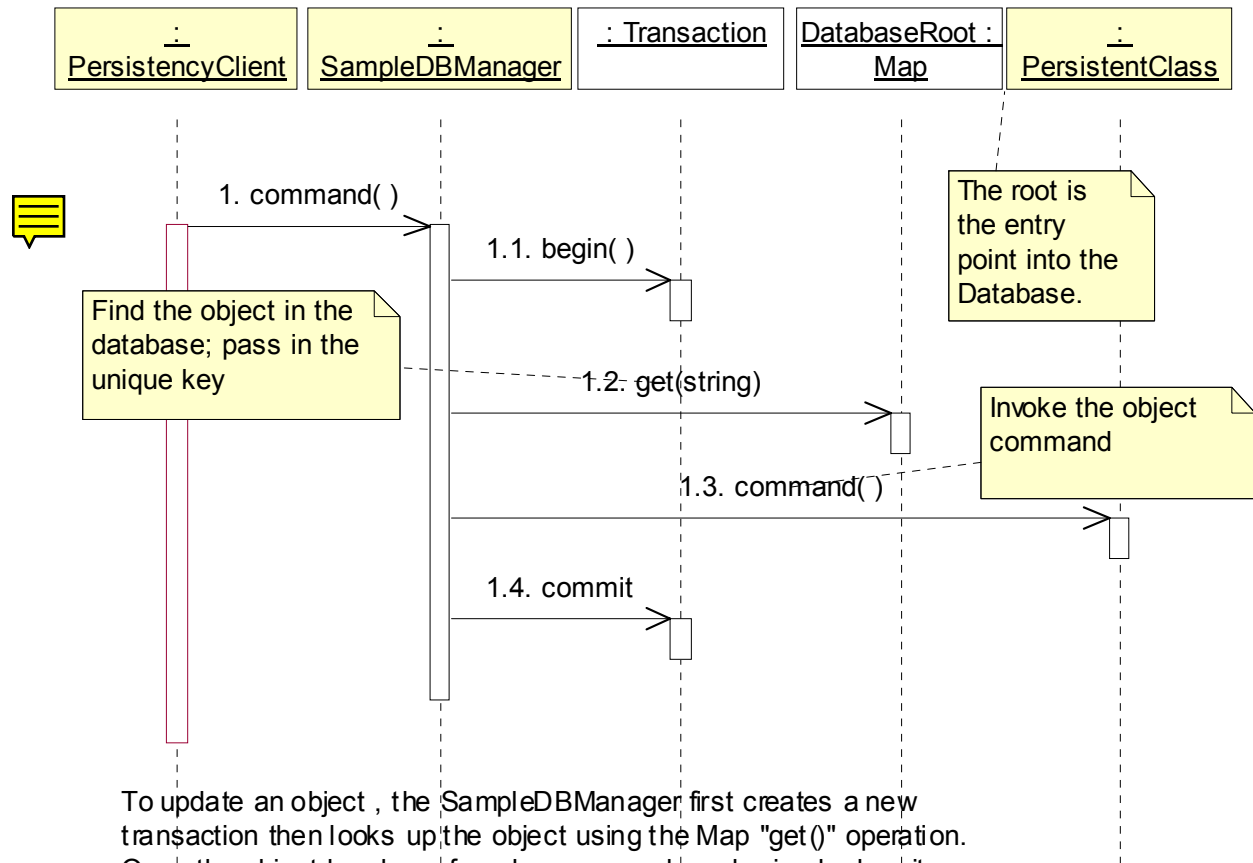 :
PersistencyClient
:
SampleDBManager
: Transaction
DatabaseRoot :
Map
:
PersistentClass
1. command( )
1.1. begin( )
The root is
the entry
point into the
Database.
Find the object in the
database; pass in the
unique key
1.2. get(string)
Invoke the object
command
1.3. command( )
1.4. commit
To update an object , the SampleDBManager first creates a new
transaction then looks up the object using the Map "get()" operation.